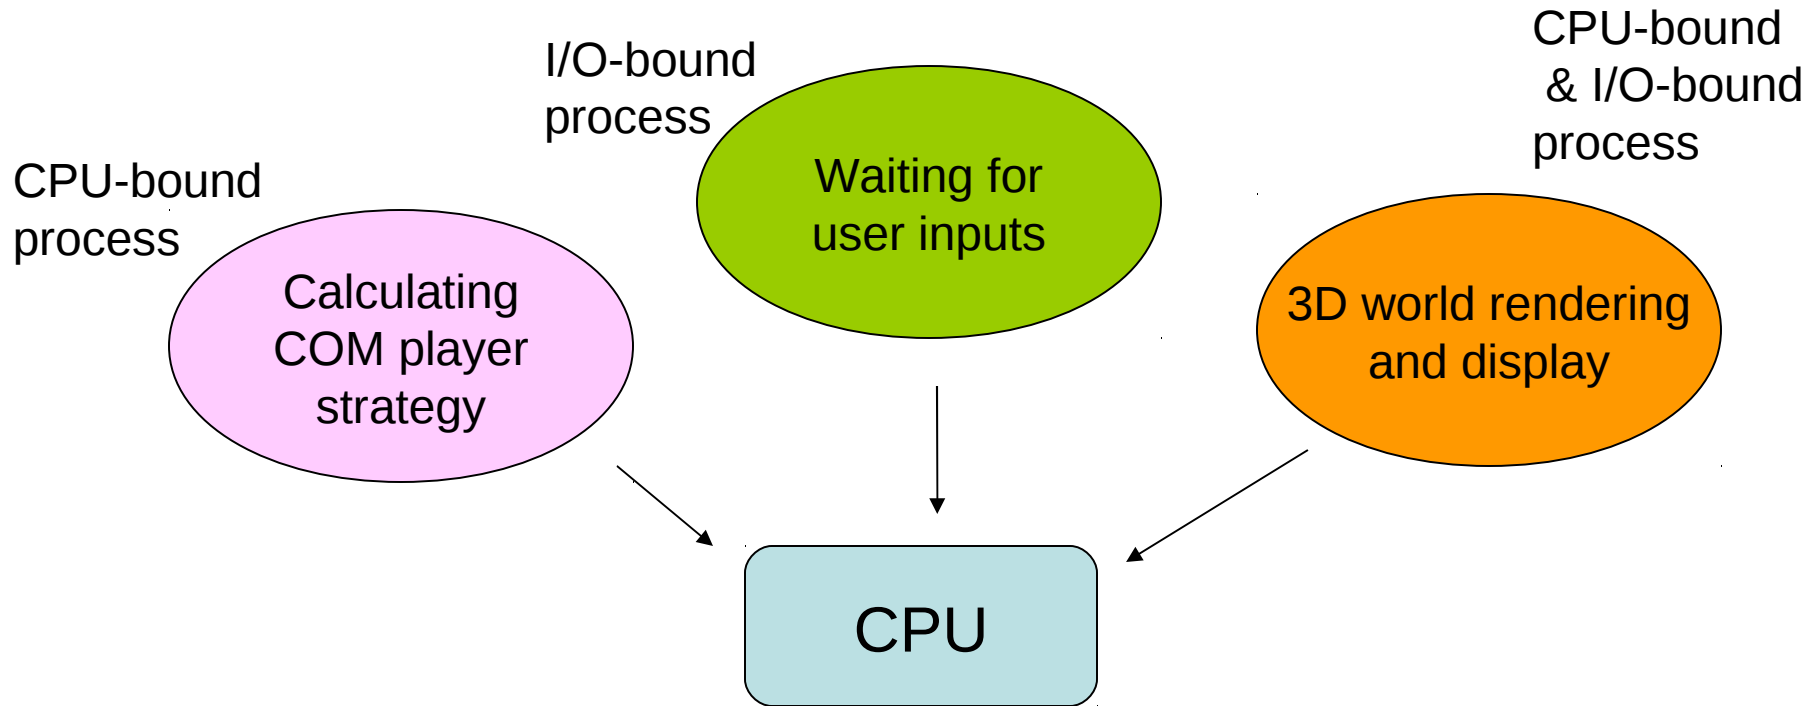 CPU-bound
process
Calculating
COM player
strategy
I/O-bound
process
Waiting for
user inputs
CPU-bound
& I/O-bound
process
3D world rendering
and display
CPU